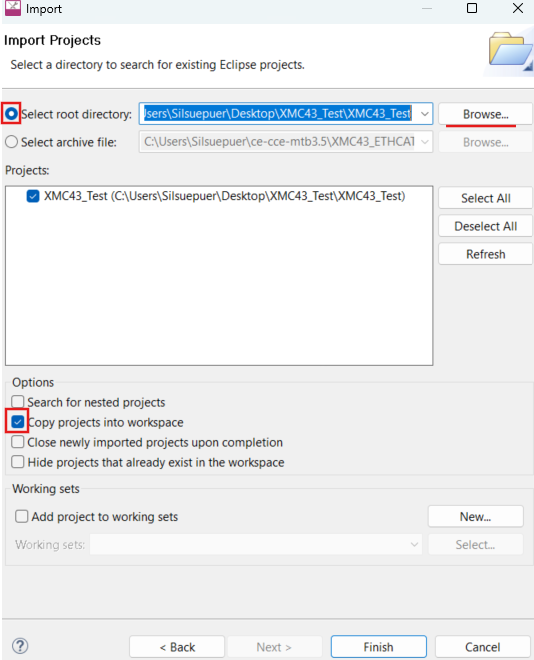 Import
Import Projects
Select a directory to search for existing Eclipse projects.
Select root directory: Jsers\Silsuepuer\Desktop\XMC43_Test\XMC43_Test Browse...
Select archive file: C:\Users\Silsuepuer\ce-cce-mtb3.5\XMC43_ETHCAT Browse...
Projects:
XMC43_Test (C:\Users\Silsuepuer\Desktop\XMC43_Test\XMC43_Test)
Select All
Deselect All
Refresh
Options
Search for nested projects
Copy projects into workspace
Close newly imported projects upon completion
Hide projects that already exist in the workspace
Working sets
Add project to working sets New...
Working sets: Select...
< Back Next > Finish Cancel